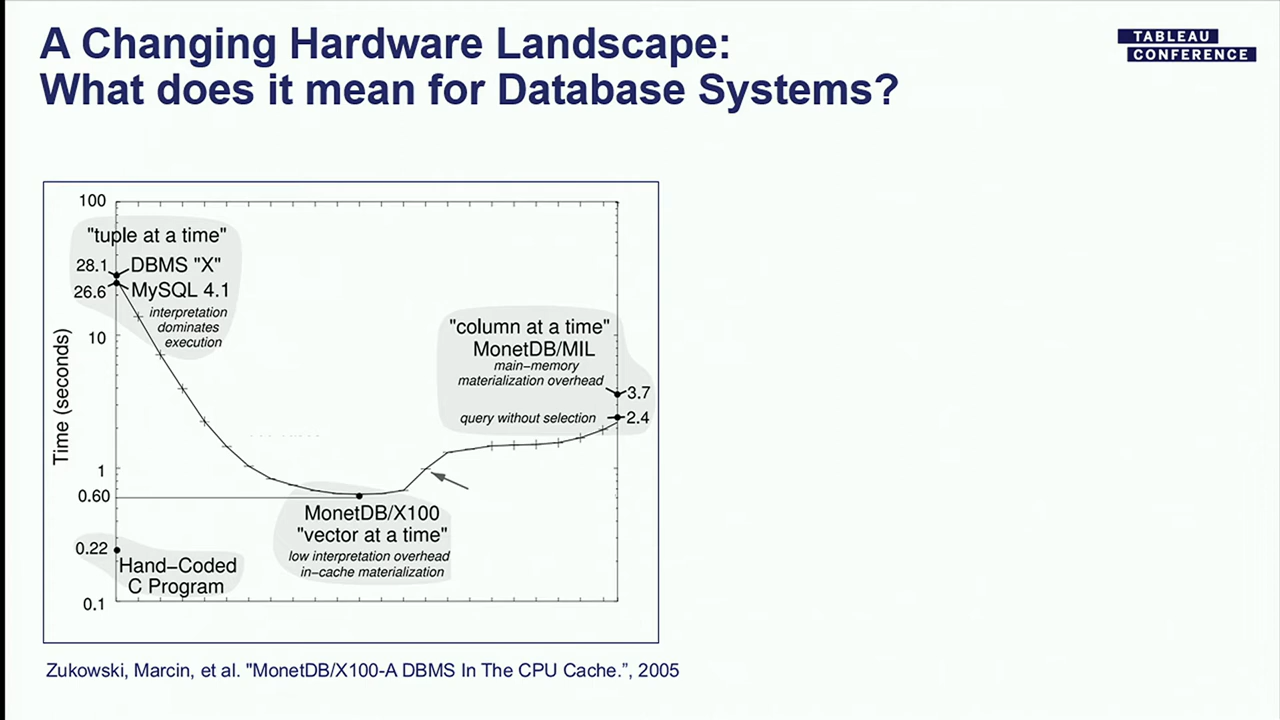 A Changing Hardware Landscape:
What does it mean for Database Systems?
TABLEAU
CONFERENCE
100
"tuple at a time"
28.1
DBMS "X"
26.6
MySQL 4.1
interpretation
dominates
execution
10
Time (seconds)
"column at a time"
MonetDB/MIL
main−memory
materialization overhead
3.7
query without selection
2.4
1
0.60
MonetDB/X100
"vector at a time"
low interpretation overhead
in−cache materialization
0.22
Hand−Coded
C Program
0.1
Zukowski, Marcin, et al. "MonetDB/X100-A DBMS In The CPU Cache.”, 2005